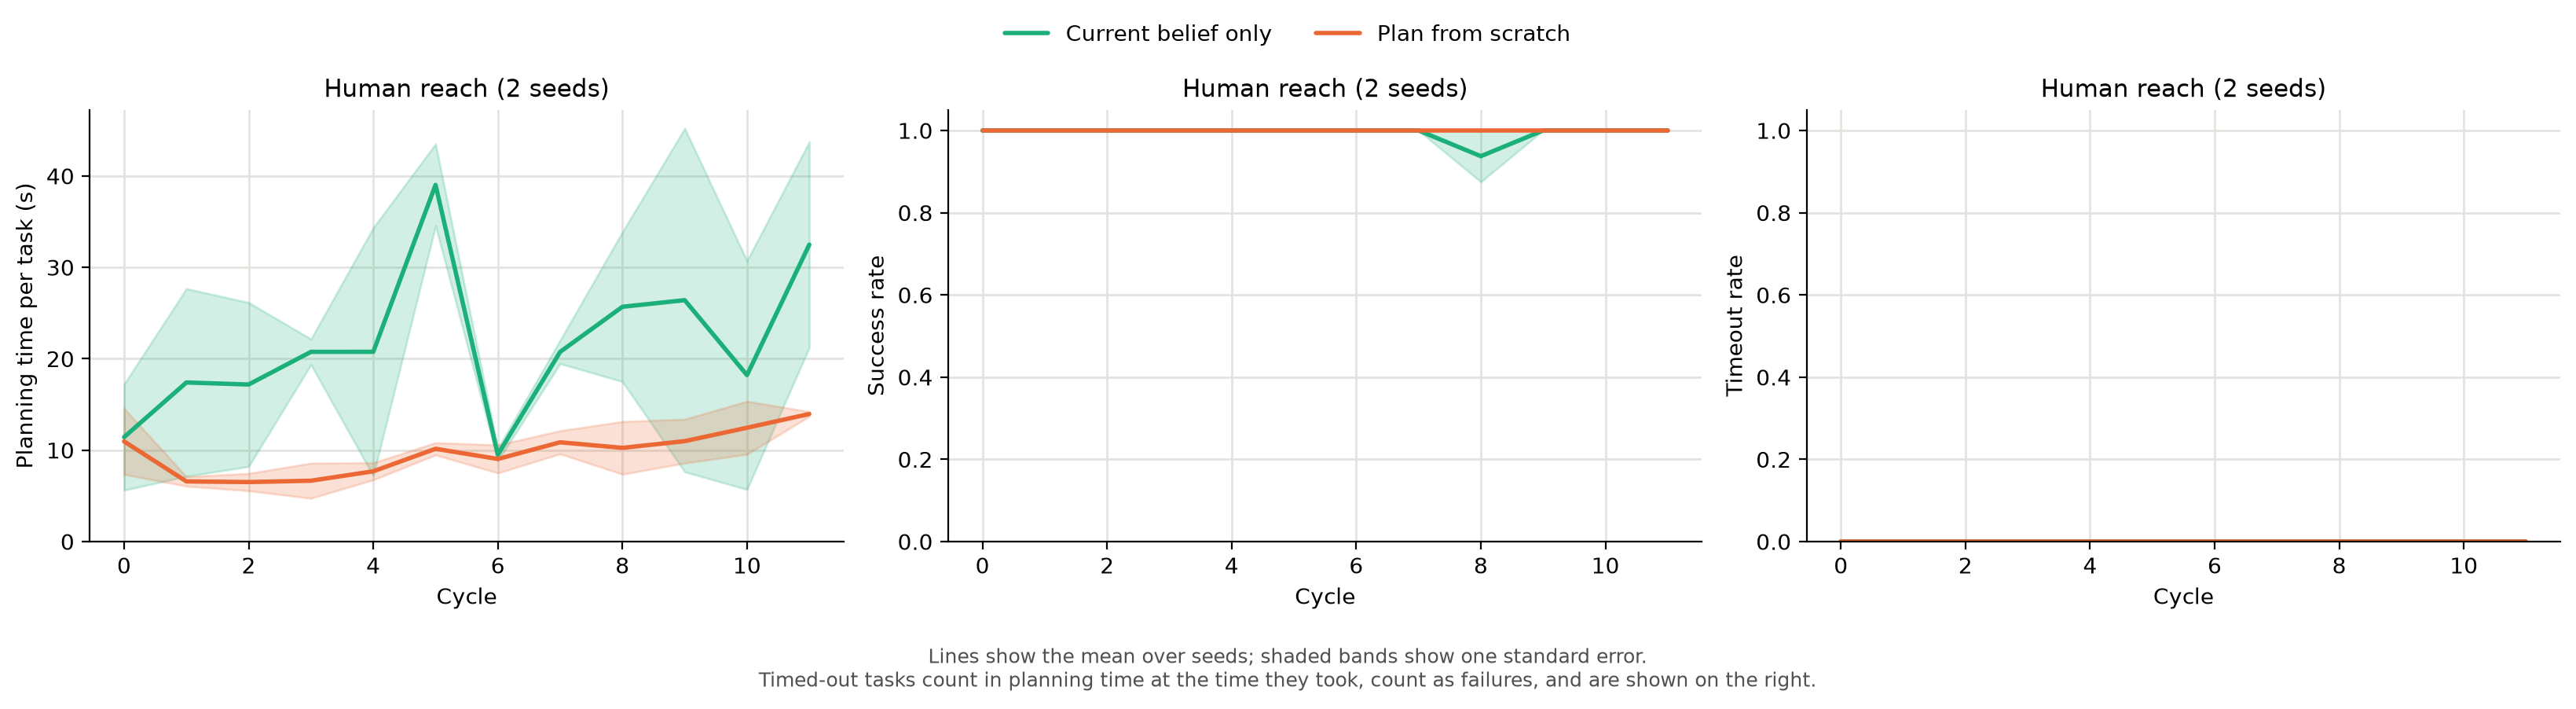 Current belief only
Plan from scratch
Human reach (2 seeds)
Planning time per task (s)
40
30
20
10
0
0 2 4 6 8 10
Cycle
Human reach (2 seeds)
Success rate
1.0
0.8
0.6
0.4
0.2
0.0
0 2 4 6 8 10
Cycle
Human reach (2 seeds)
Timeout rate
1.0
0.8
0.6
0.4
0.2
0.0
0 2 4 6 8 10
Cycle
Lines show the mean over seeds; shaded bands show one standard error.
Timed-out tasks count in planning time at the time they took, count as failures, and are shown on the right.